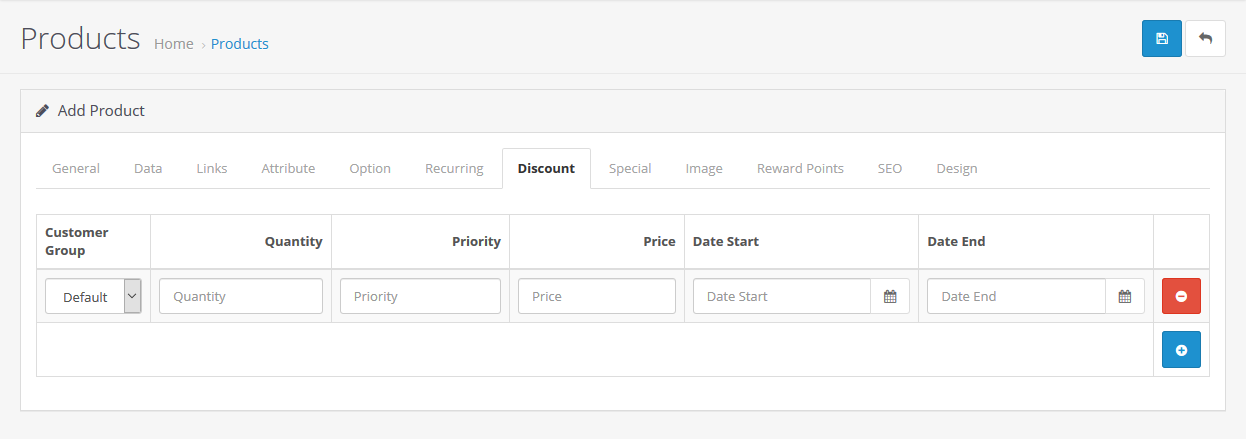 Products Home › Products
Add Product
General Data Links Attribute Option Recurring Discount Special Image Reward Points SEO Design
Customer Group Quantity Priority Price Date Start Date End
Default Quantity Priority Price Date Start Date End